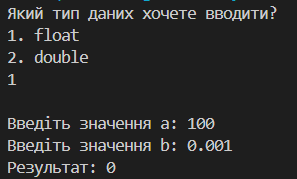 Який тип даних хочете вводити?
1. float
2. double
1
Введіть значення a: 100
Введіть значення b: 0.001
Результат: 0